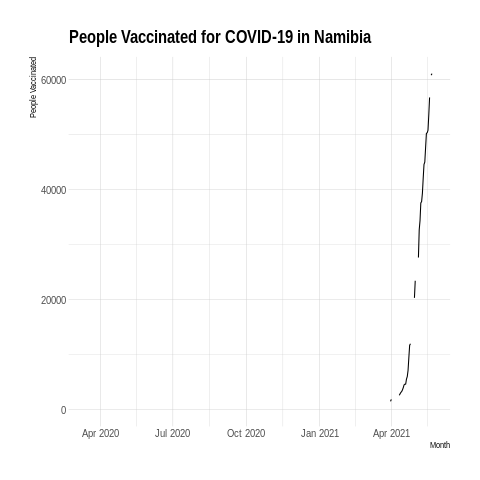 People Vaccinated for COVID-19 in Namibia
People Vaccinated
60000
40000
20000
0
Apr 2020 Jul 2020 Oct 2020 Jan 2021 Apr 2021
Month